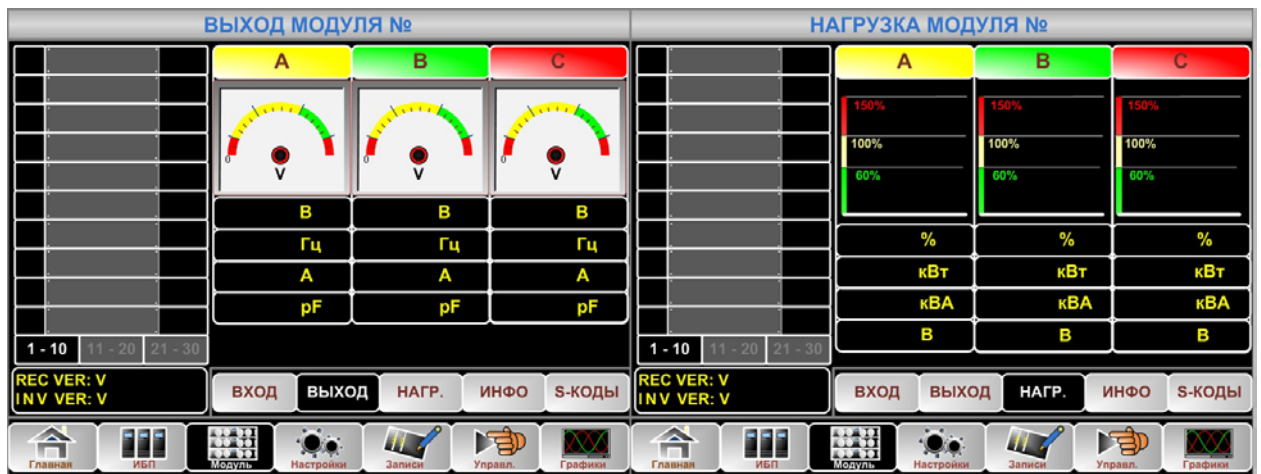 ВЫХОД МОДУЛЯ №
A B C
0 0 0
V V V
В В В
Гц Гц Гц
А А А
pF pF pF
1 - 10 11 - 20 21 - 30
REC VER: V
INV VER: V
ВХОД ВЫХОД НАГР. ИНФО S-КОДЫ
Главная ИБП Модуль Настройки Записи Управл. Графики
НАГРУЗКА МОДУЛЯ №
A B C
150% 150% 150%
100% 100% 100%
60% 60% 60%
% % %
кВт кВт кВт
кВА кВА кВА
В В В
1 - 10 11 - 20 21 - 30
REC VER: V
INV VER: V
ВХОД ВЫХОД НАГР. ИНФО S-КОДЫ
Главная ИБП Модуль Настройки Записи Управл. Графики